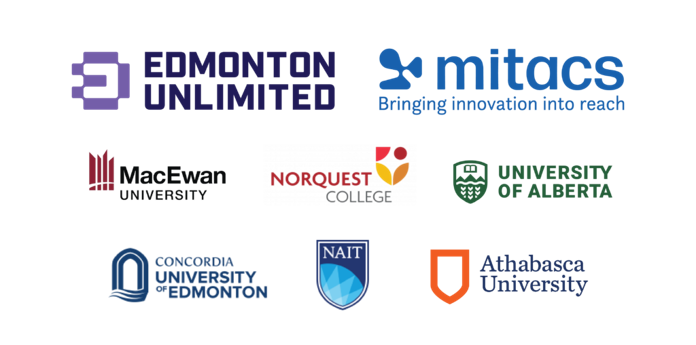 EDMONTON
UNLIMITED
mitacs
Bringing innovation into reach
MacEwan
UNIVERSITY
NORQUEST
COLLEGE
UNIVERSITY
OF ALBERTA
CONCORDIA
UNIVERSITY
OF EDMONTON
NAIT
Athabasca
University